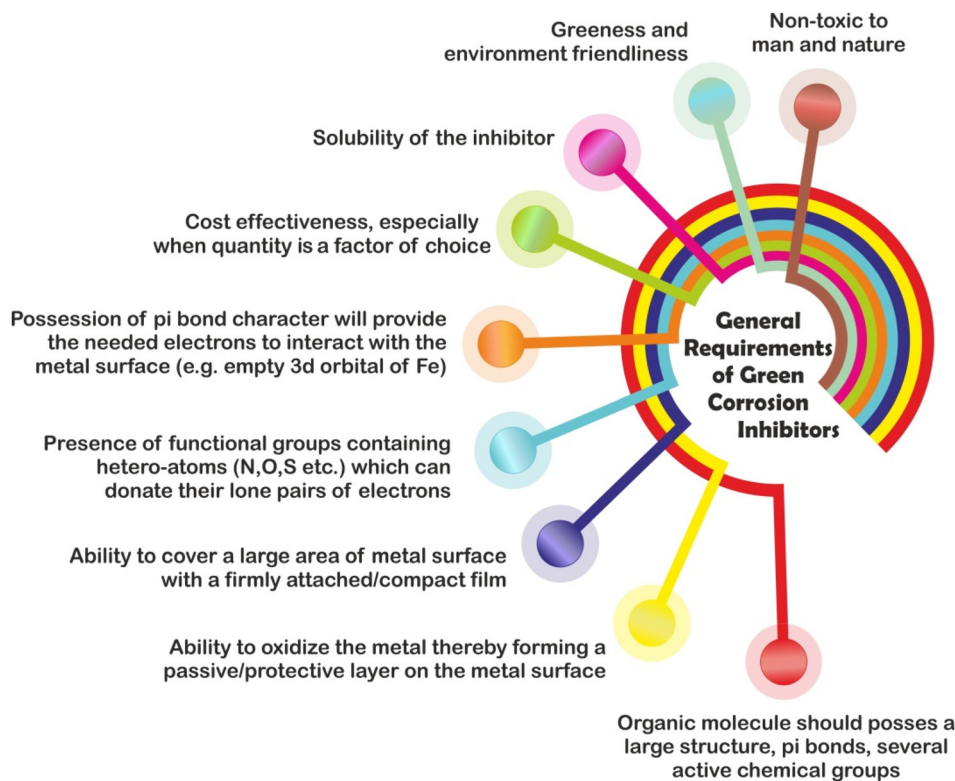 Non-toxic to
man and nature
Greeness and
environment friendliness
Solubility of the inhibitor
Cost effectiveness, especially
when quantity is a factor of choice
Possession of pi bond character will provide
the needed electrons to interact with the
metal surface (e.g. empty 3d orbital of Fe)
Presence of functional groups containing
hetero-atoms (N,O,S etc.) which can
donate their lone pairs of electrons
Ability to cover a large area of metal surface
with a firmly attached/compact film
Ability to oxidize the metal thereby forming a
passive/protective layer on the metal surface
Organic molecule should posses a
large structure, pi bonds, several
active chemical groups
General
Requirements
of Green
Corrosion
Inhibitors